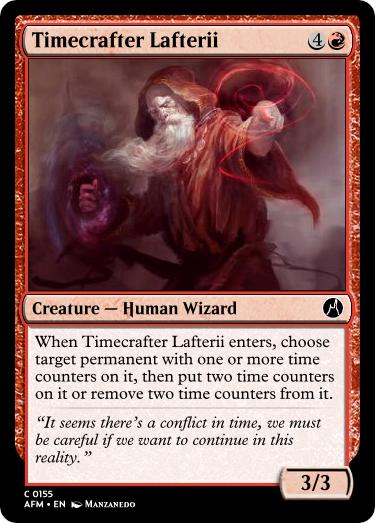 Timecrafter Lafterii 4
Creature — Human Wizard
When Timecrafter Lafterii enters, choose
target permanent with one or more time
counters on it, then put two time counters
on it or remove two time counters from it.
“It seems there’s a conflict in time, we must
be careful if we want to continue in this
reality.”
3/3
C 0155
AFM • EN Manzanedo